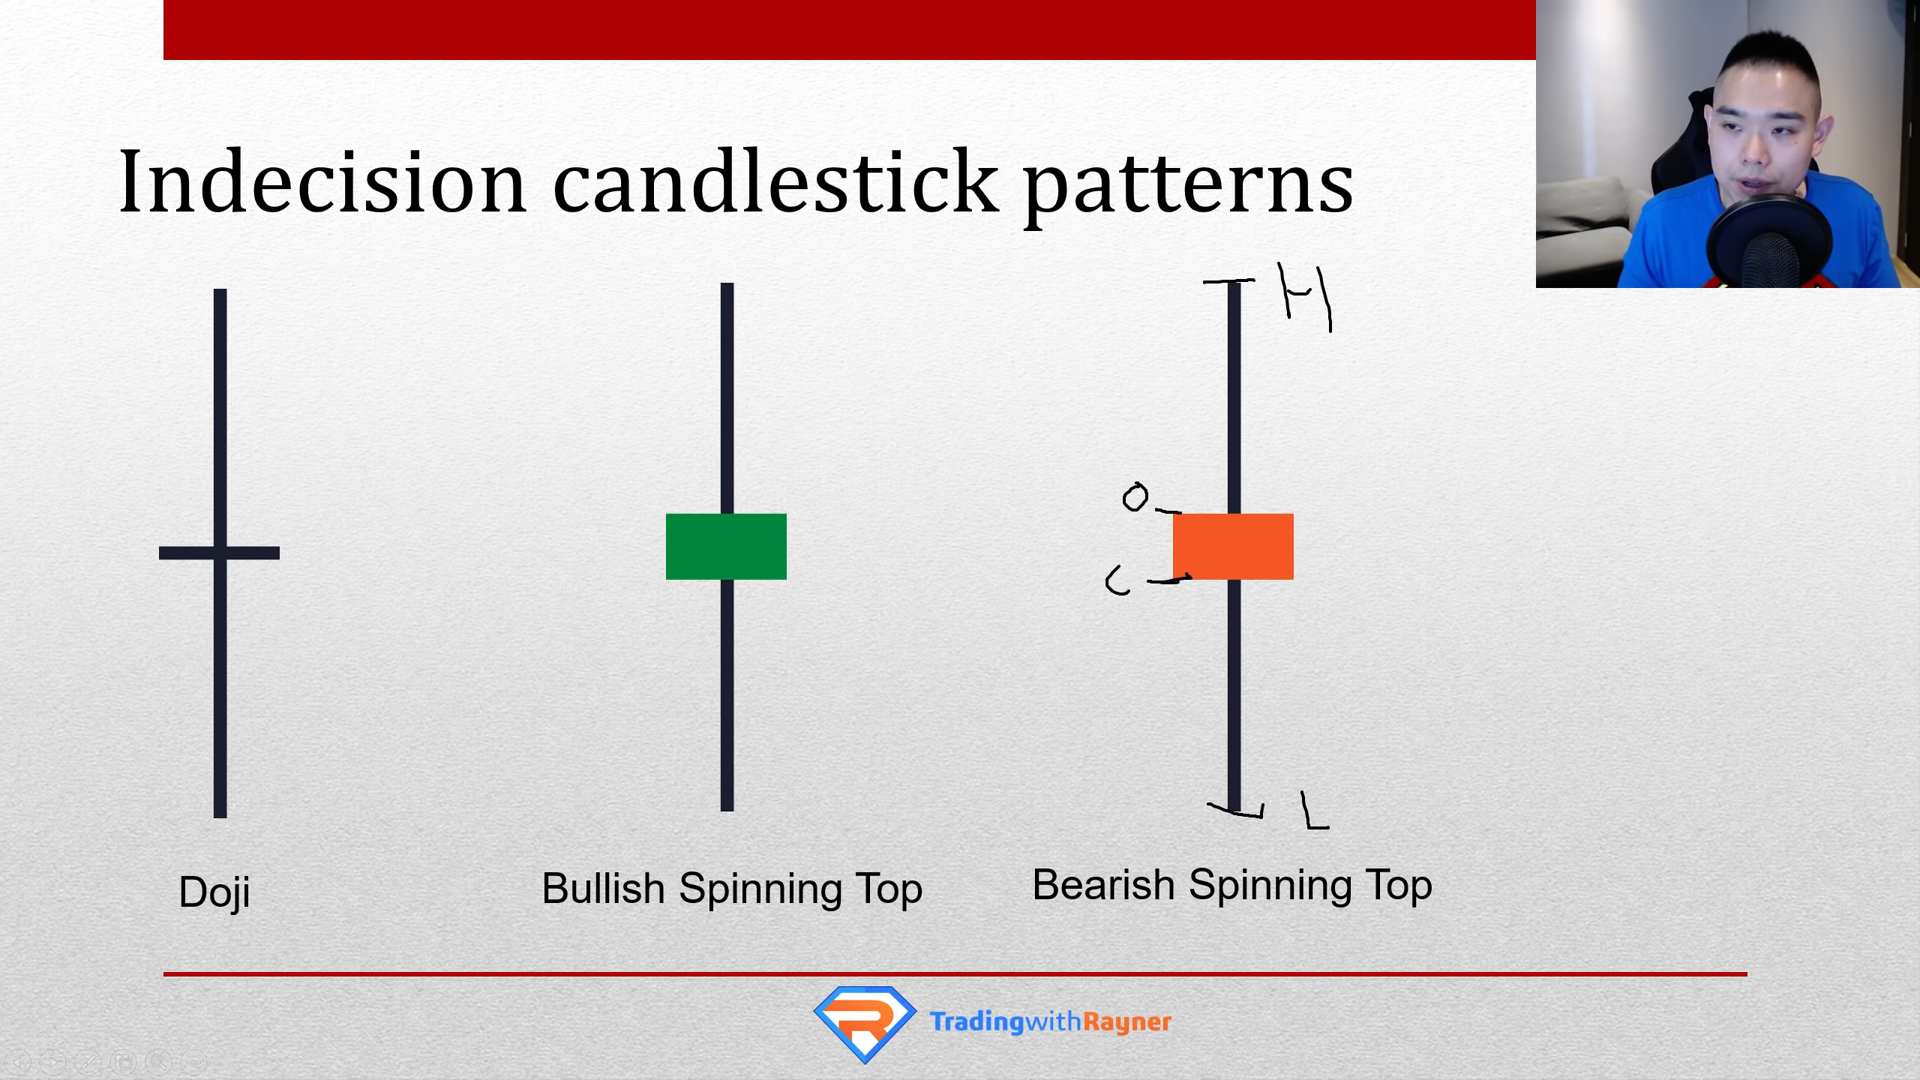 Indecision candlestick patterns
H
O
C
L
Doji
Bullish Spinning Top
Bearish Spinning Top
TradingwithRayner